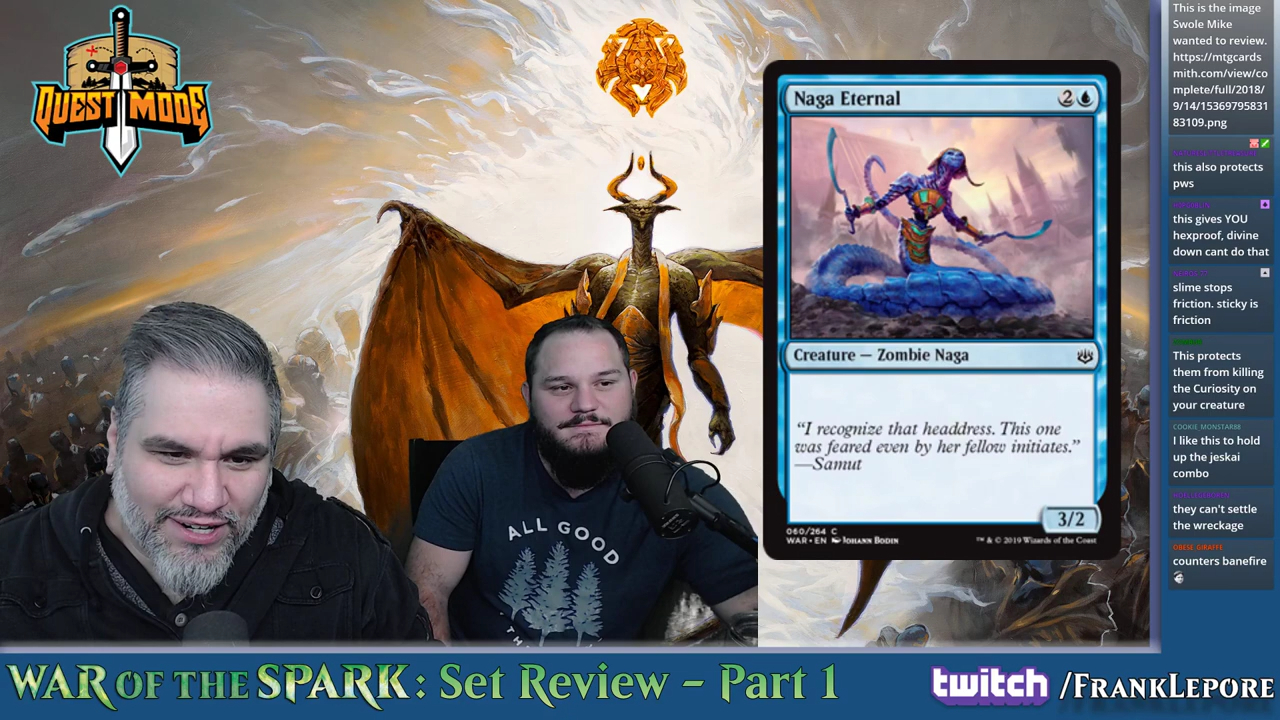 QUEST MODE
Naga Eternal 2
Creature — Zombie Naga
“I recognize that headdress. This one
was feared even by her fellow initiates.”
—Samut
3/2
060/264 C
WAR • EN Johann Bodin
™ & © 2019 Wizards of the Coast
ALL GOOD
This is the image
Swole Mike
wanted to review.
https://mtgcards
mith.com/view/co
mplete/full/2018/
9/14/15369795831
83109.png
this also protects
pws
this gives YOU
hexproof, divine
down cant do that
slime stops
friction. sticky is
friction
This protects
them from killing
the Curiosity on
your creature
COOKIE_MONSTAR88
I like this to hold
up the jeskai
combo
they can't settle
the wreckage
OBESE_GIRAFFE
counters banefire
WAR OF THE SPARK: Set Review - Part 1
twitch /FrankLepore